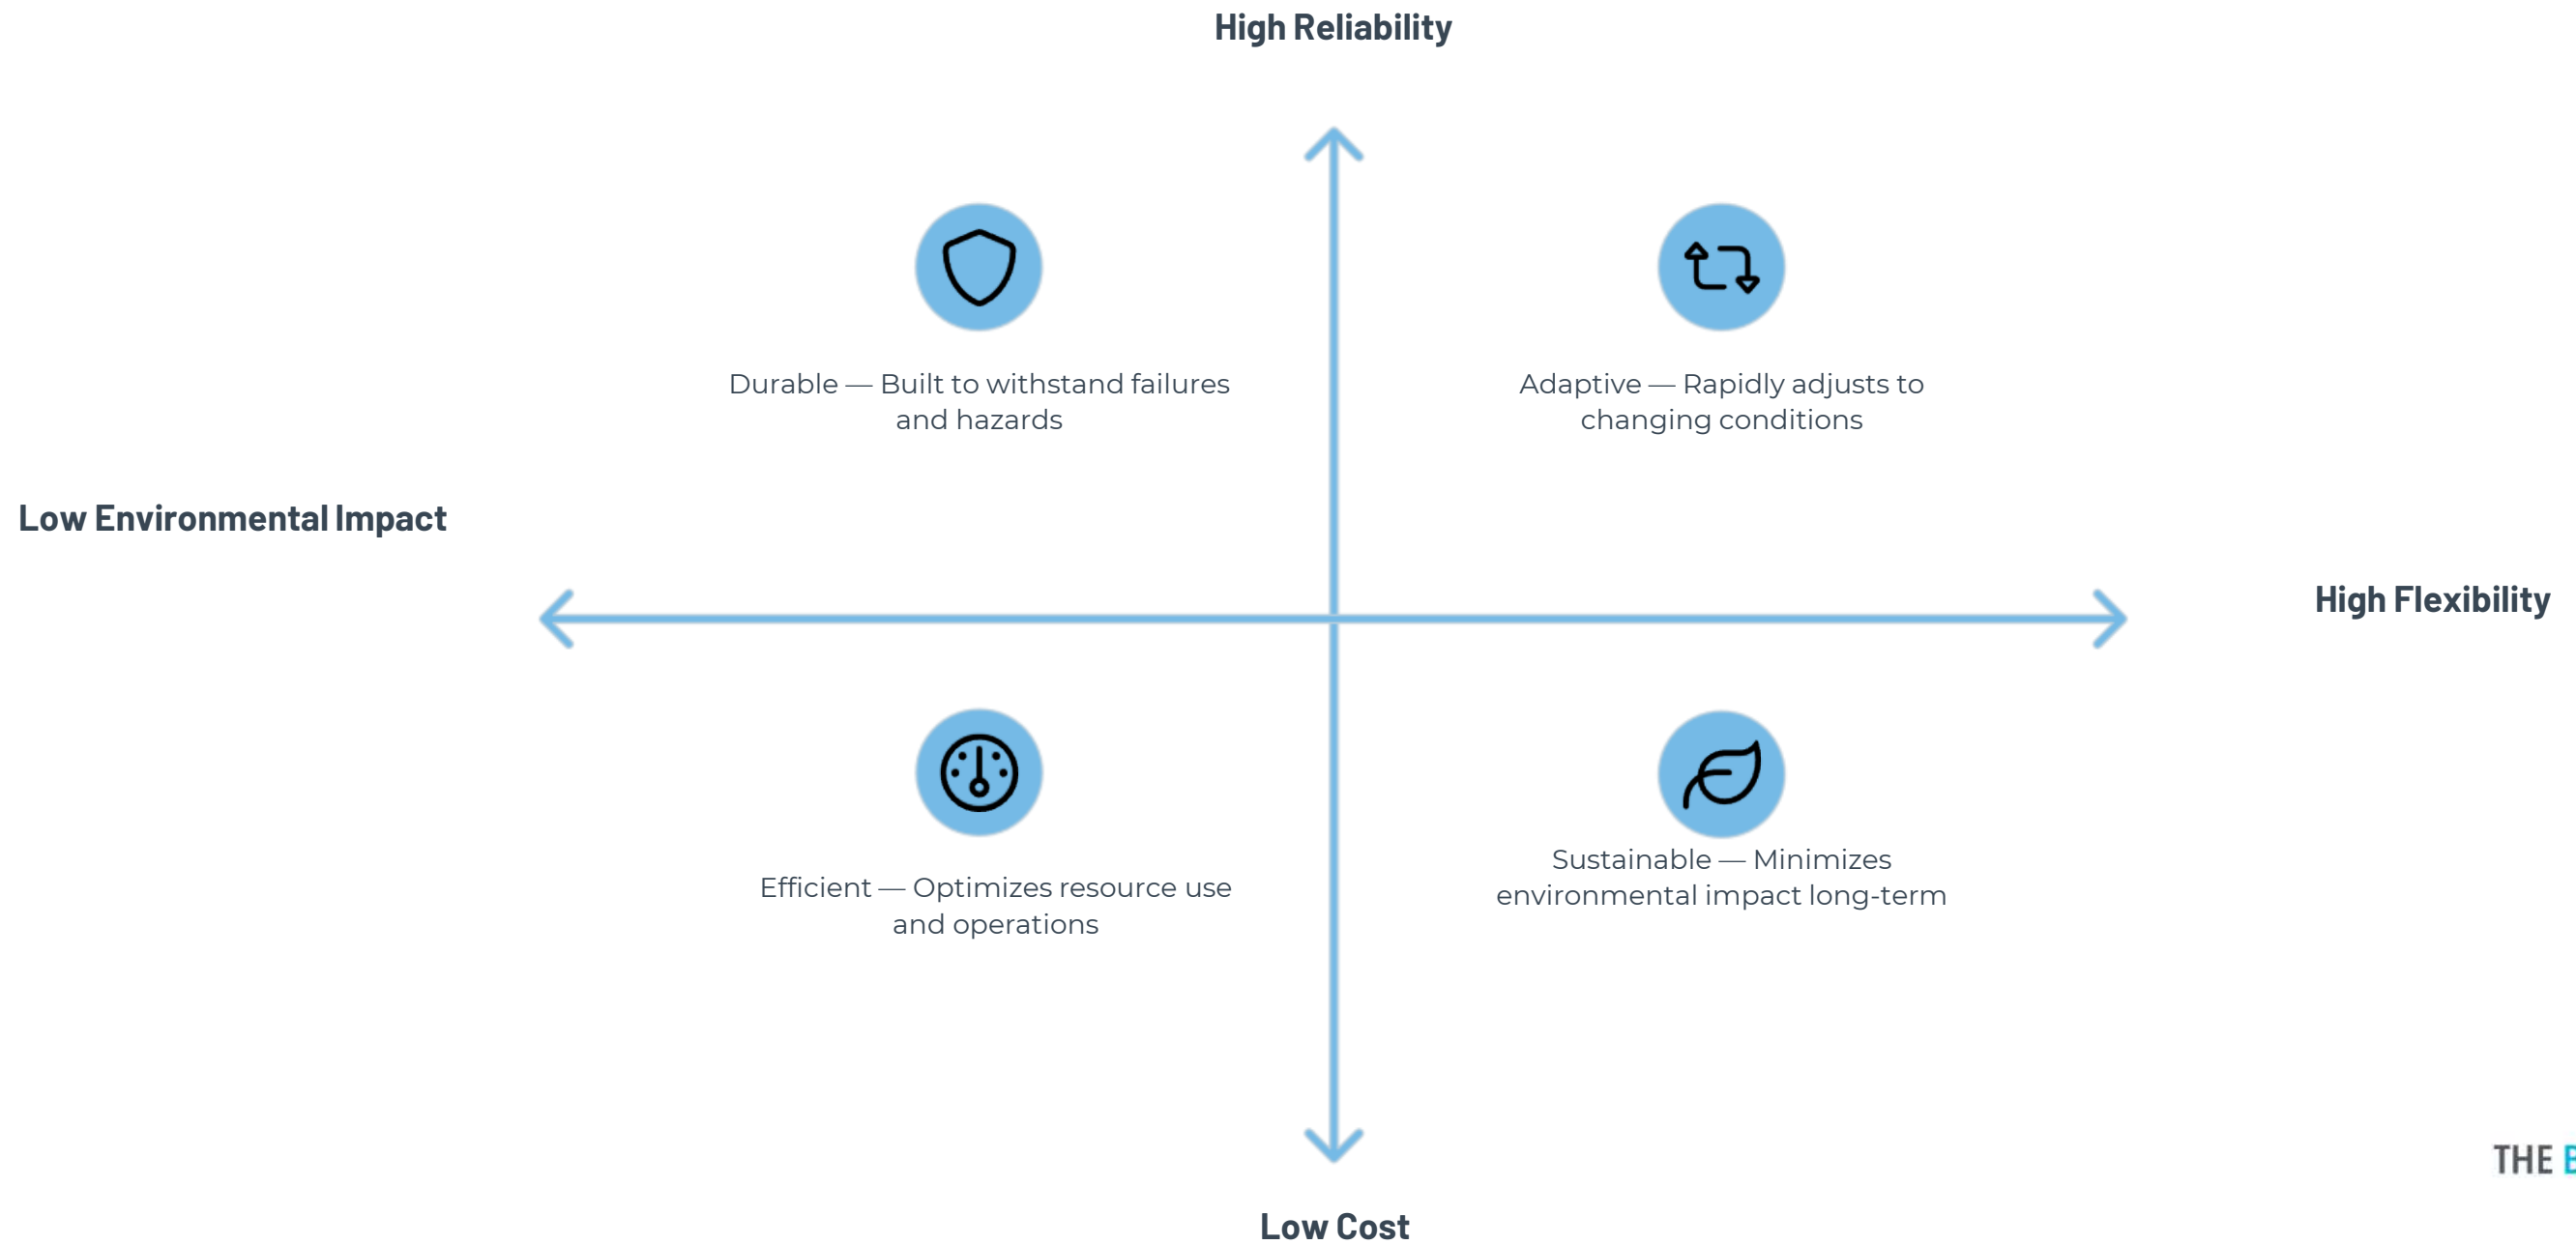 High Reliability
Durable — Built to withstand failures
and hazards
Adaptive — Rapidly adjusts to
changing conditions
Low Environmental Impact
High Flexibility
Efficient — Optimizes resource use
and operations
Sustainable — Minimizes
environmental impact long-term
THE
Low Cost